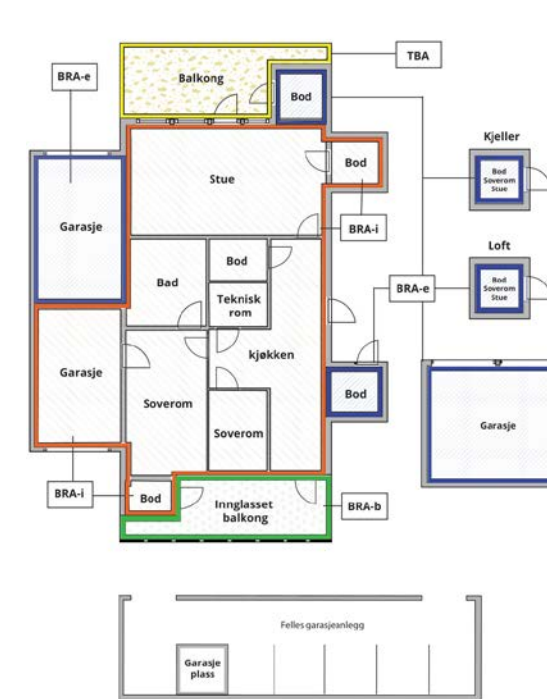 TBA
BRA-e
Balkong
Bod
Kjeller
Bod
Soverom
Stue
Stue
Bod
BRA-i
Garasje
Loft
Bod
Soverom
Stue
Bad
Bod
Teknisk
rom
BRA-e
kjøkken
Garasje
Soverom
Bod
Garasje
Soverom
BRA-i
Bod
Innglasset
balkong
BRA-b
Felles garasjeanlegg
Garasje
plass